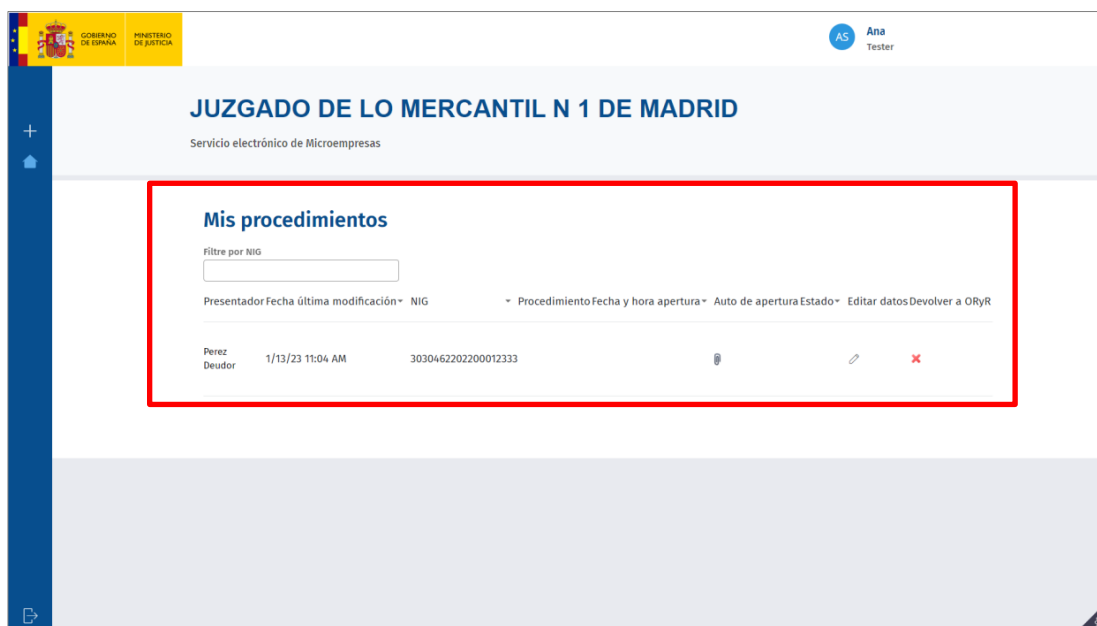 GOBIERNO DE ESPAÑA
MINISTERIO DE JUSTICIA
AS
Ana
Tester
JUZGADO DE LO MERCANTIL N 1 DE MADRID
Servicio electrónico de Microempresas
Mis procedimientos
Filtre por NIG
Presentador Fecha última modificación NIG Procedimiento Fecha y hora apertura Auto de apertura Estado Editar datos Devolver a ORyR
Perez
Deudor 1/13/23 11:04 AM 3030462202200012333